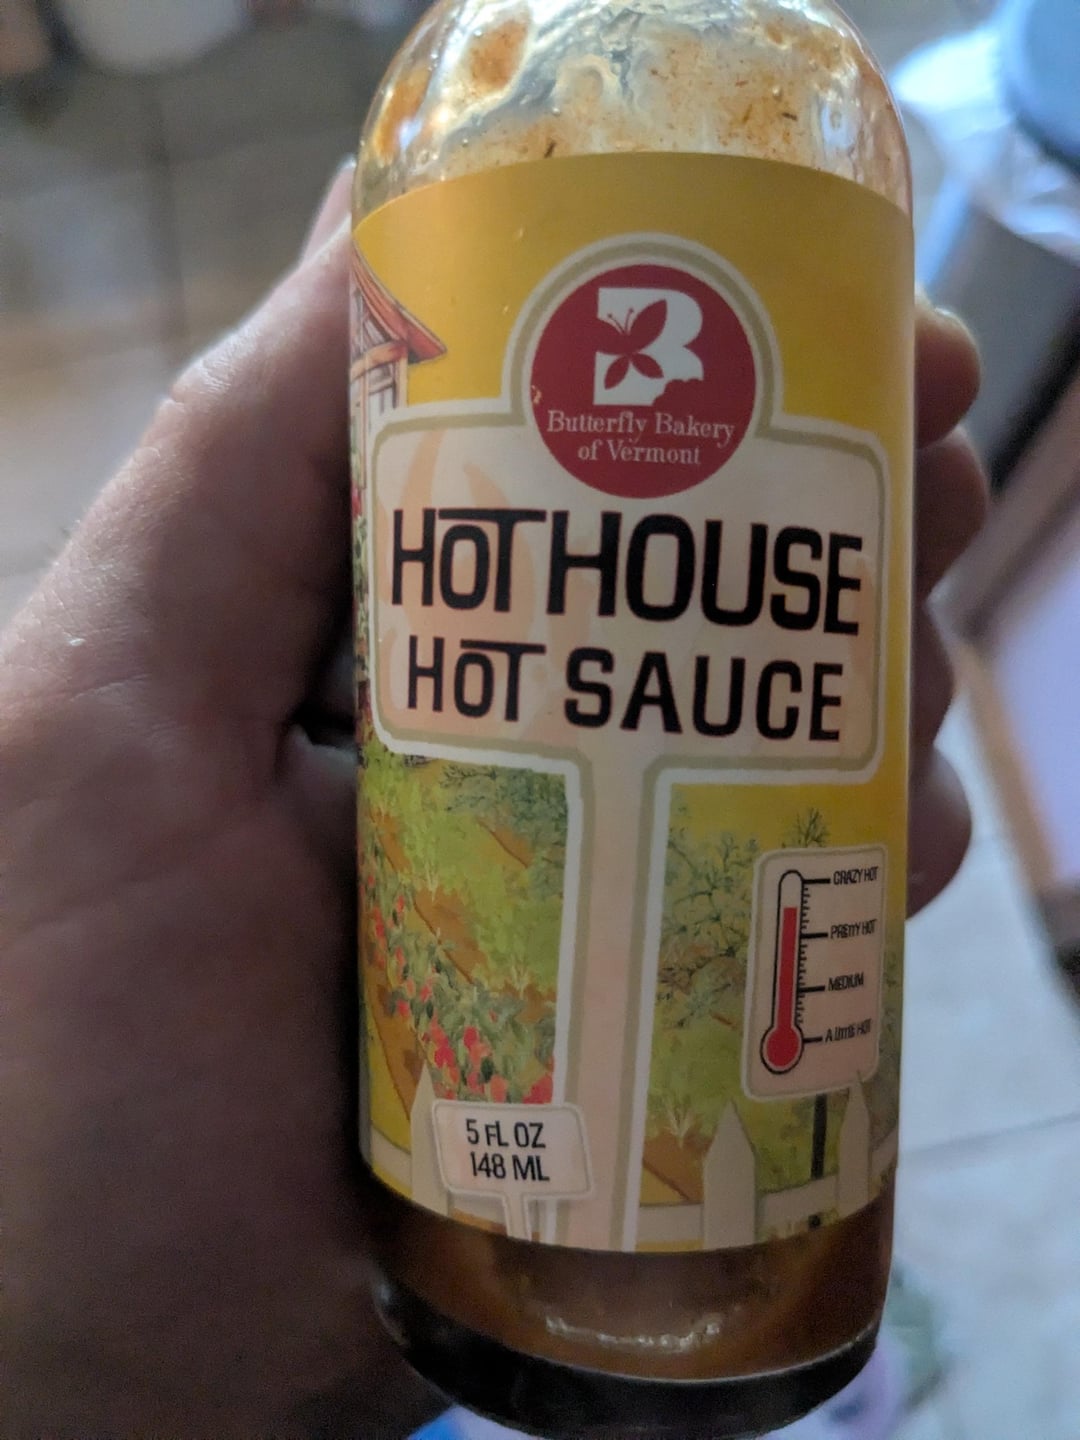 Butterfly Bakery
of Vermont
HOT HOUSE
HOT SAUCE
CRAZY HOT
PRETTY HOT
MEDIUM
A LITTLE HOT
5 FL OZ
148 ML